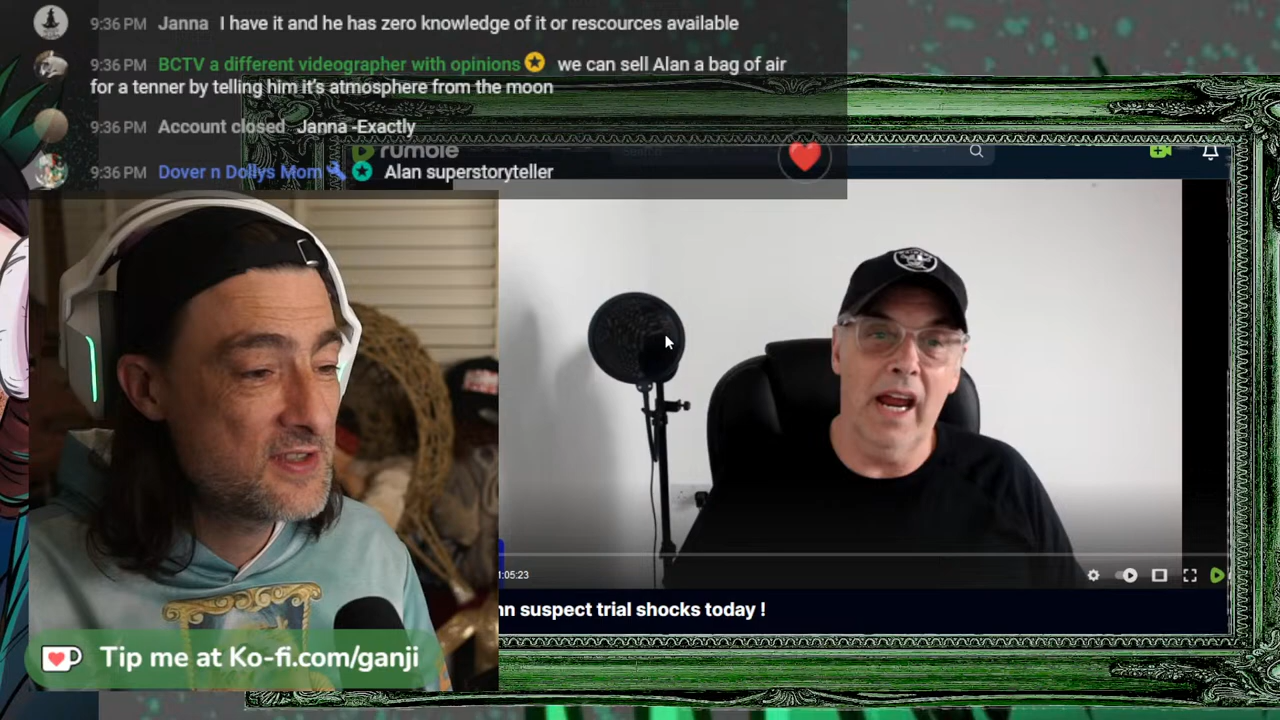 9:36 PM Janna I have it and he has zero knowledge of it or rescources available
9:36 PM BCTV a different videographer with opinions we can sell Alan a bag of air
for a tenner by telling him it's atmosphere from the moon
9:36 PM Account closed Janna -Exactly
rumble
9:36 PM Dover n Dollys Mom Alan superstoryteller
1:05:23
nn suspect trial shocks today !
Tip me at Ko-fi.com/ganji